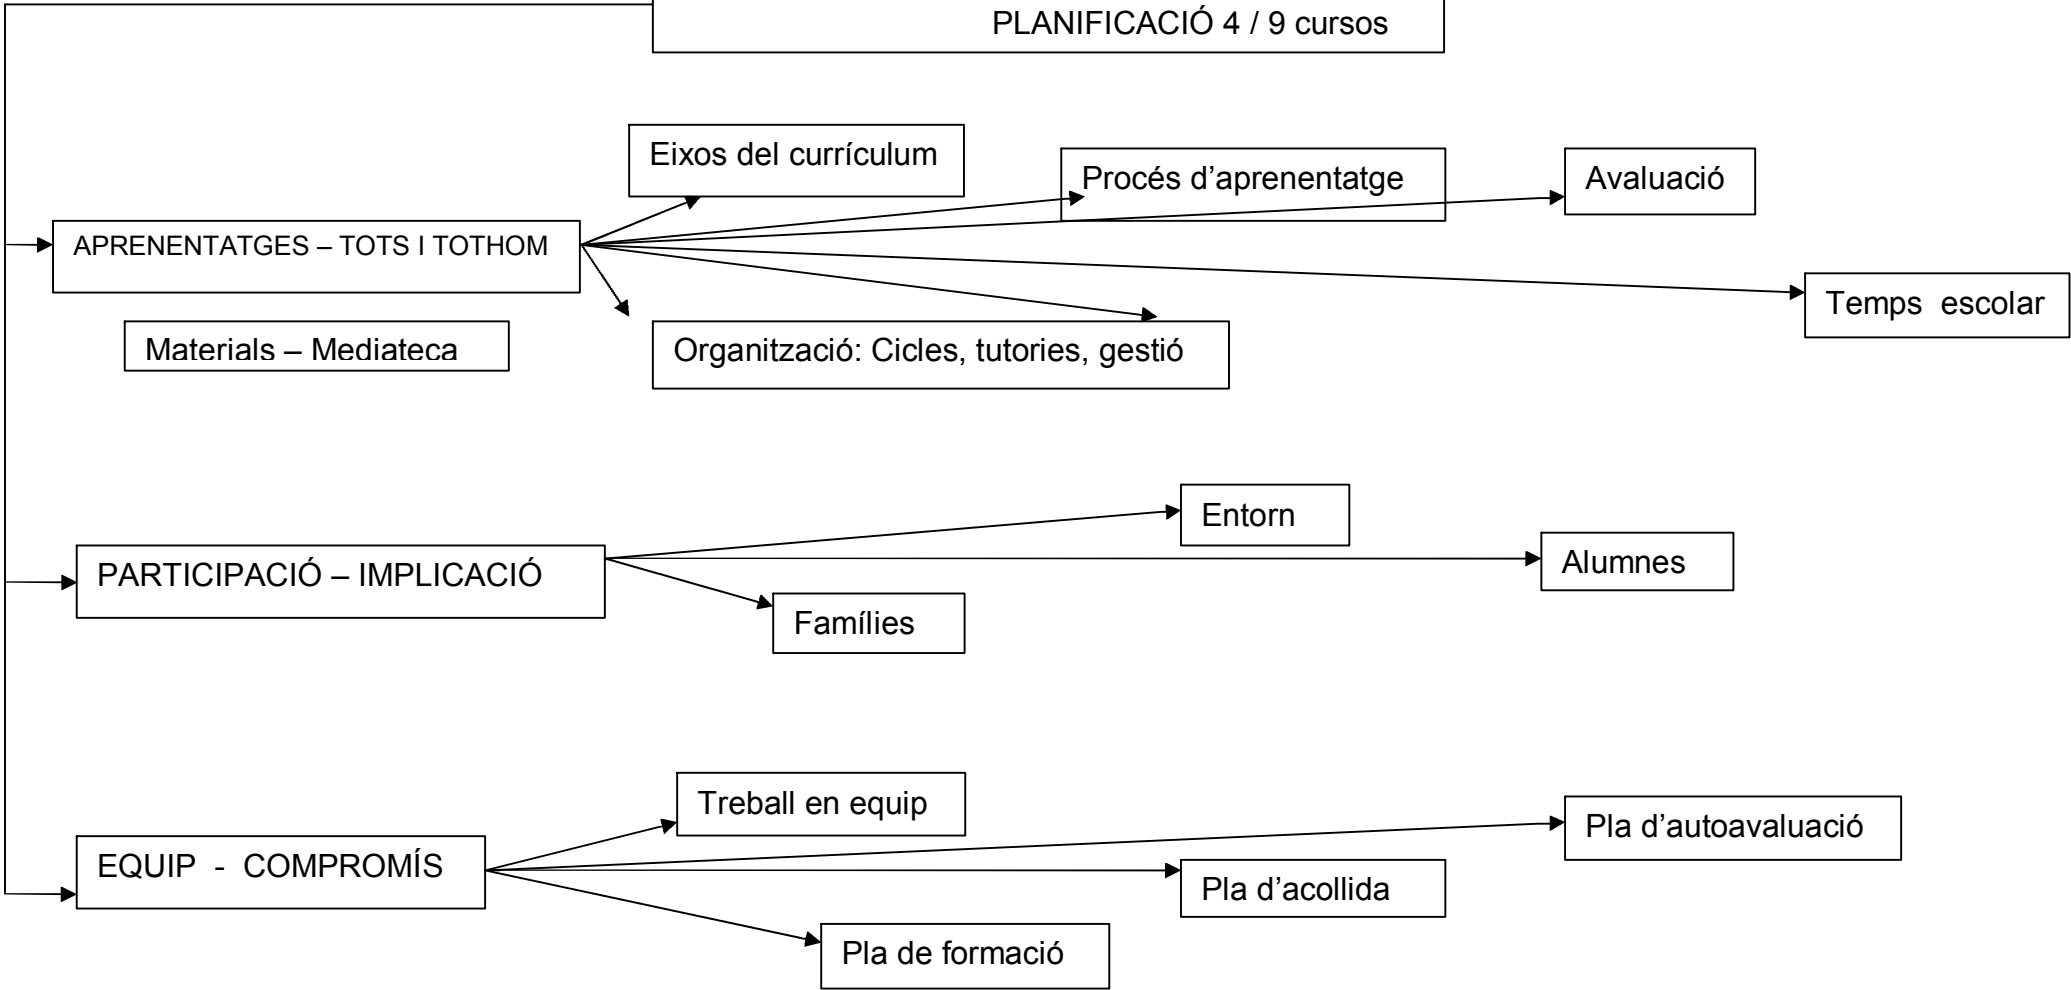 PLANIFICACIÓ 4 / 9 cursos
Eixos del currículum
Procés d’aprenentatge
Avaluació
APRENENTATGES – TOTS I TOTHOM
Temps escolar
Materials – Mediateca
Organització: Cicles, tutories, gestió
Entorn
PARTICIPACIÓ – IMPLICACIÓ
Alumnes
Famílies
Treball en equip
Pla d’autoavaluació
EQUIP - COMPROMÍS
Pla d’acollida
Pla de formació